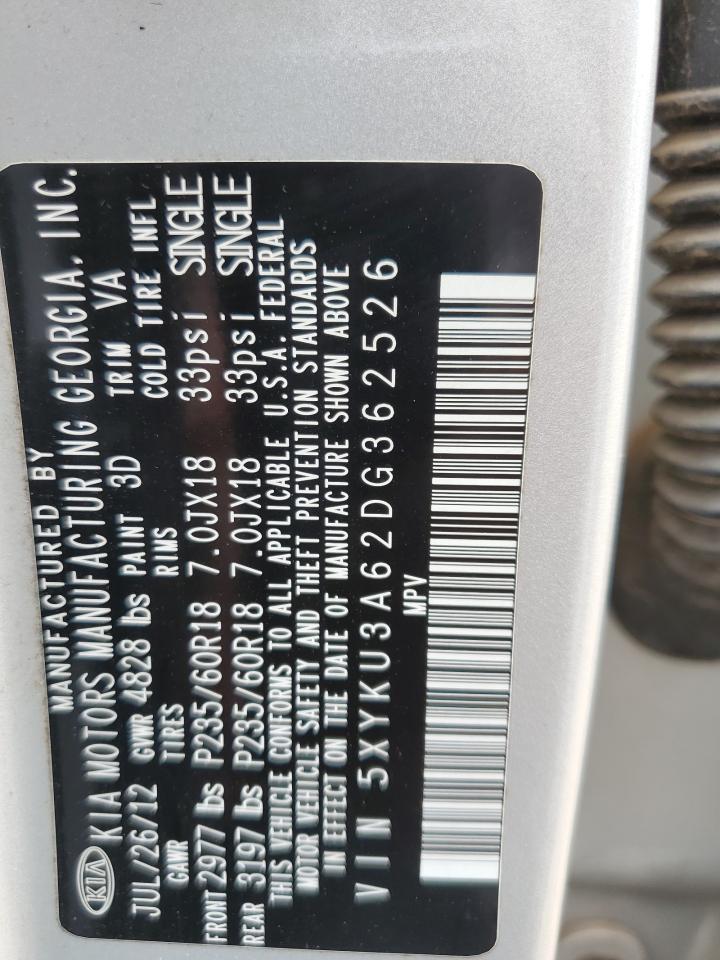 MANUFACTURED BY
KIA KIA MOTORS MANUFACTURING GEORGIA, INC.
JUL/26/12 GVWR 4828 lbs PAINT 3D TRIM VA
GAWR TIRES RIMS COLD TIRE INFL
FRONT 2977 lbs P235/60R18 7.0JX18 33psi SINGLE
REAR 3197 lbs P235/60R18 7.0JX18 33psi SINGLE
THIS VEHICLE CONFORMS TO ALL APPLICABLE U.S.A. FEDERAL
MOTOR VEHICLE SAFETY AND THEFT PREVENTION STANDARDS
IN EFFECT ON THE DATE OF MANUFACTURE SHOWN ABOVE
VIN 5XYKU3A62DG362526
MPV